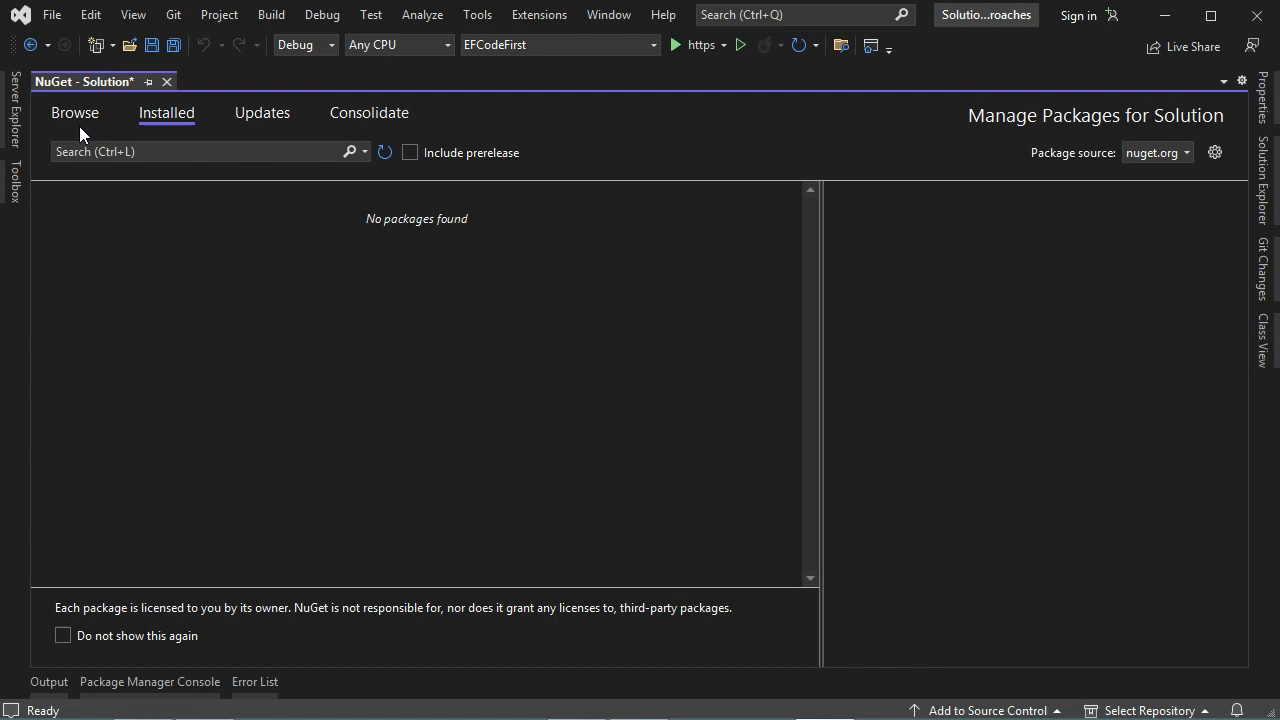 File Edit View Git Project Build Debug Test Analyze Tools Extensions Window Help Search (Ctrl+Q) Solutio...roaches Sign in
Debug Any CPU EFCodeFirst https Live Share
NuGet - Solution*
Server Explorer
Toolbox
Browse Installed Updates Consolidate Manage Packages for Solution
Search (Ctrl+L) Include prerelease Package source: nuget.org
No packages found
Properties
Solution Explorer
Git Changes
Class View
Each package is licensed to you by its owner. NuGet is not responsible for, nor does it grant any licenses to, third-party packages.
Do not show this again
Output Package Manager Console Error List
Ready Add to Source Control Select Repository